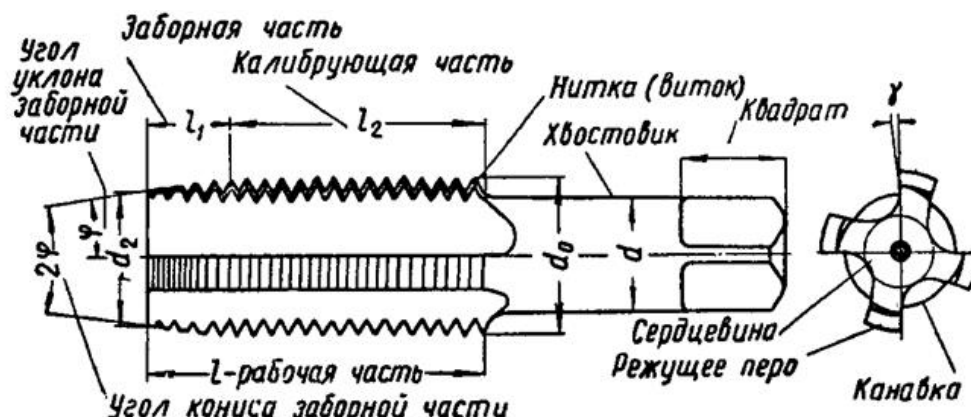 Заборная часть
Угол
уклона
заборной
части
Калибрующая часть
Нитка (виток)
Квадрат
γ
l₁
l₂
Хвостовик
φ
2φ
d₂
d₀
d
Сердцевина
Режущее перо
Канавка
l-рабочая часть
Угол конуса заборной части